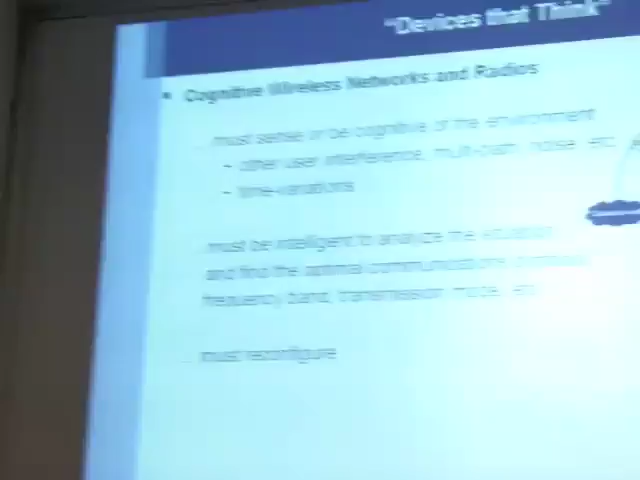 "Devices that Think"
Cognitive Wireless Networks and Radios
must sense or be cognitive of the environment
- other user interference, multi-path, noise, etc
- time-variations
must be intelligent to analyze the situation
and find the optimal communications
frequency band, transmission mode, etc
must reconfigure